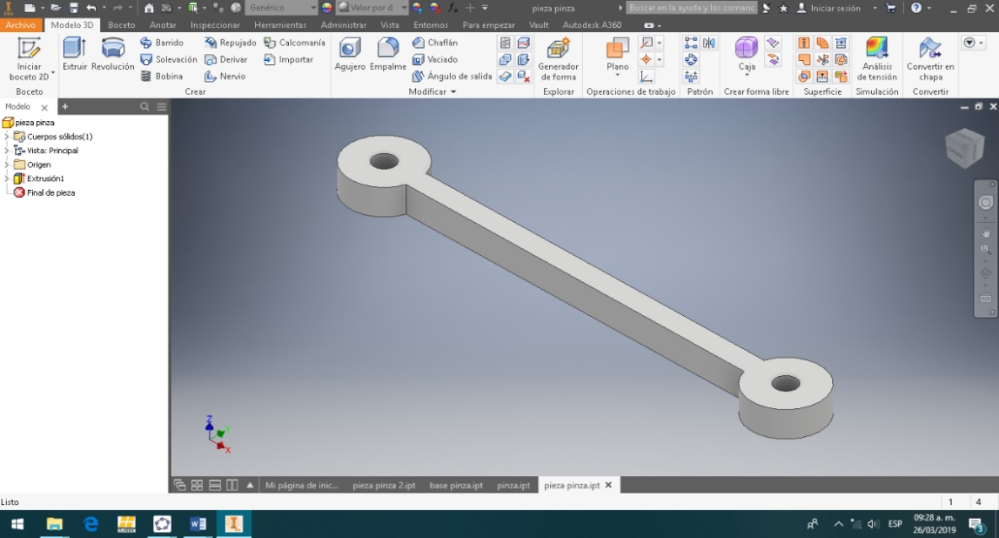 Genérico Valor por d pieza pinza Buscar en la ayuda y los comanc Iniciar sesión
Archivo Modelo 3D Boceto Anotar Inspeccionar Herramientas Administrar Vista Entornos Para empezar Vault Autodesk A360
Iniciar boceto 2D
Boceto
Extruir Revolución
Barrido Repujado Calcomanía
Solevación Derivar Importar
Bobina Nervio
Crear
Agujero Empalme
Chaflán
Vaciado
Ángulo de salida
Modificar
Generador de forma
Explorar
Plano
Operaciones de trabajo
Patrón
Caja
Crear forma libre
Superficie
Análisis de tensión
Simulación
Convertir en chapa
Convertir
Modelo
pieza pinza
Cuerpos sólidos(1)
Vista: Principal
Origen
Extrusión1
Final de pieza
Z
Y
X
Mi página de inic... pieza pinza 2.ipt base pinza.ipt pinza.ipt pieza pinza.ipt
Listo 1 4
ESP 09:28 a. m.
26/03/2019 3